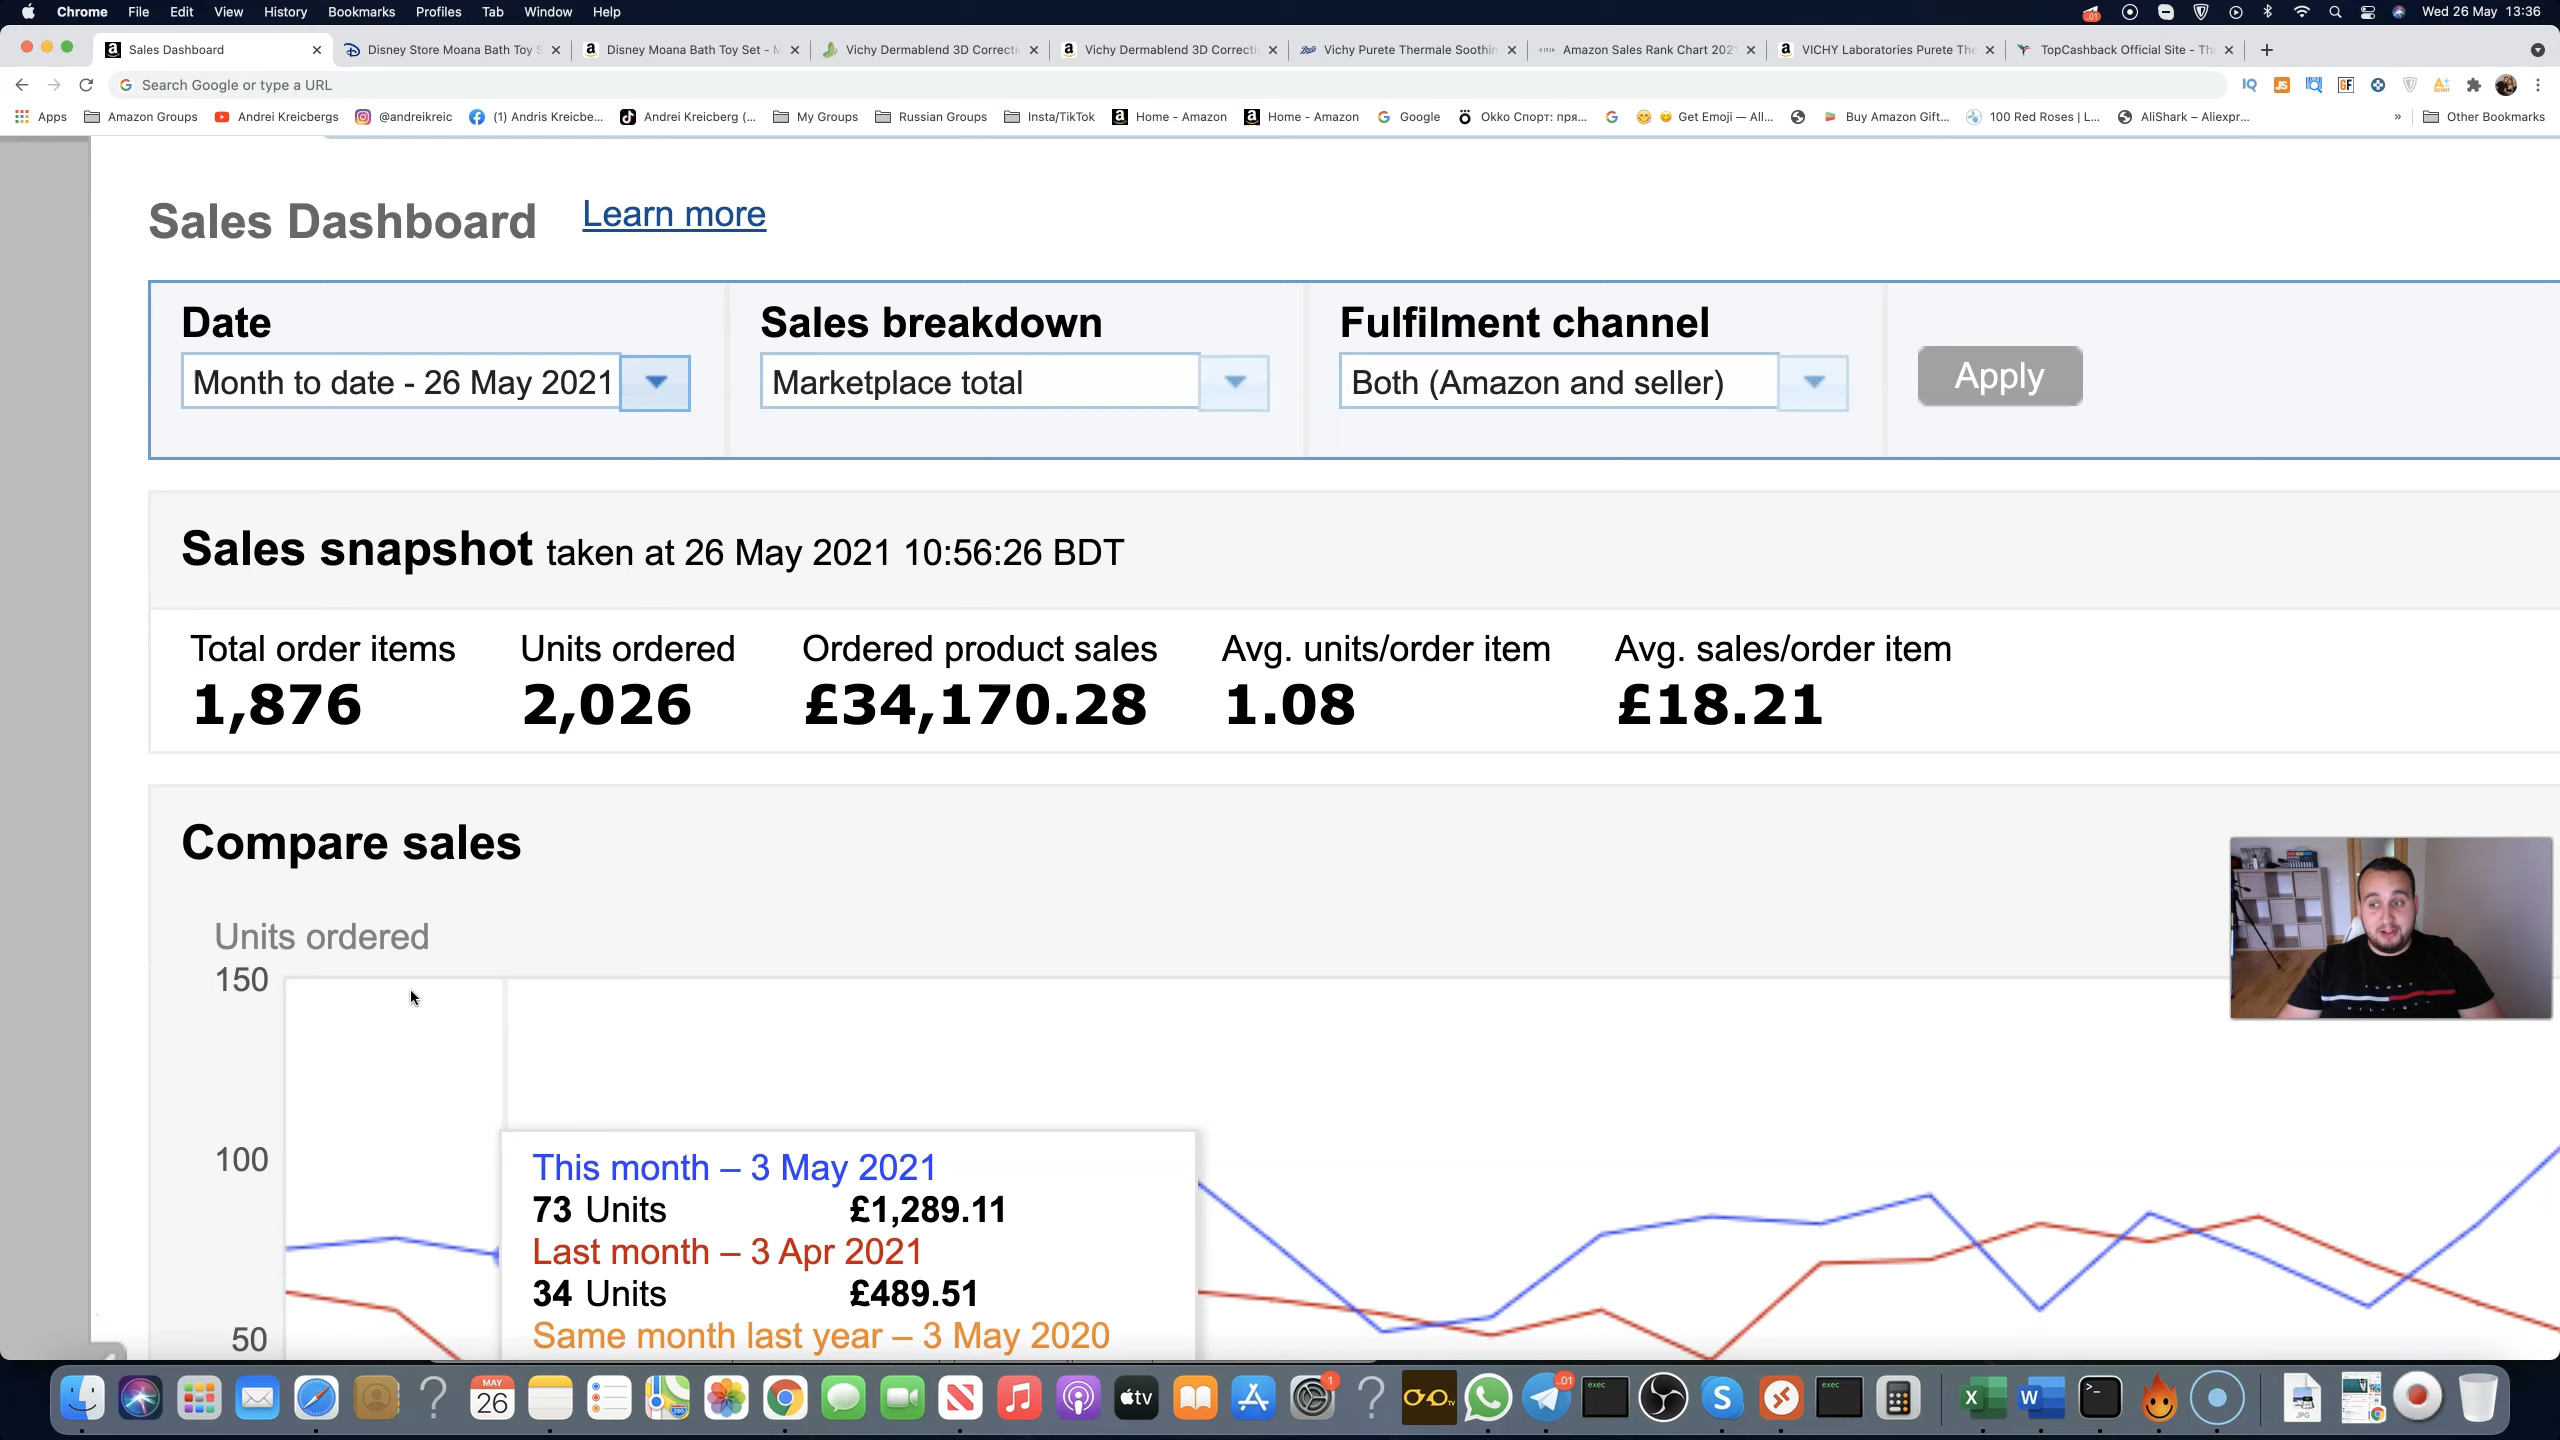 Chrome File Edit View History Bookmarks Profiles Tab Window Help Wed 26 May 13:36
Sales Dashboard Disney Store Moana Bath Toy S Disney Moana Bath Toy Set - M Vichy Dermablend 3D Correcti Vichy Dermablend 3D Correcti Vichy Purete Thermale Soothin Amazon Sales Rank Chart 202 VICHY Laboratories Purete The TopCashback Official Site - Th
Search Google or type a URL
Apps Amazon Groups Andrei Kreicbergs @andreikreic (1) Andris Kreicbe... Andrei Kreicberg (... My Groups Russian Groups Insta/TikTok Home - Amazon Home - Amazon Google Okko Спорт: пря... Get Emoji — All... Buy Amazon Gift... 100 Red Roses | L... AliShark – Aliexpr... » Other Bookmarks
Sales Dashboard Learn more
Date Sales breakdown Fulfilment channel
Month to date - 26 May 2021 Marketplace total Both (Amazon and seller) Apply
Sales snapshot taken at 26 May 2021 10:56:26 BDT
Total order items Units ordered Ordered product sales Avg. units/order item Avg. sales/order item
1,876 2,026 £34,170.28 1.08 £18.21
Compare sales
Units ordered
150
100
50
This month – 3 May 2021
73 Units £1,289.11
Last month – 3 Apr 2021
34 Units £489.51
Same month last year – 3 May 2020
MAY
26
tv
exec
exec
JPG